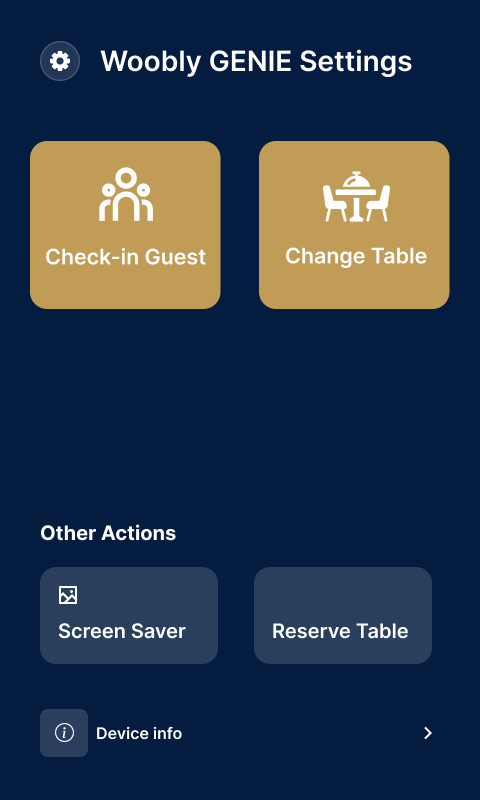 Woobly GENIE Settings
Check-in Guest
Change Table
Other Actions
Screen Saver
Reserve Table
Device info